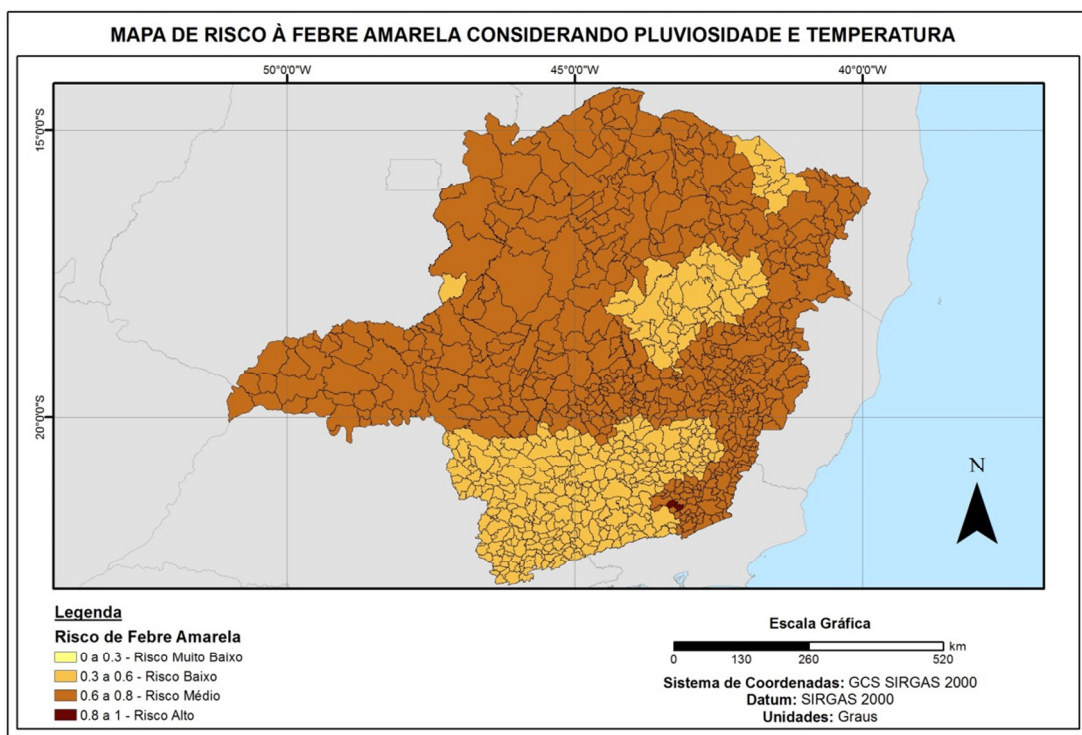 MAPA DE RISCO À FEBRE AMARELA CONSIDERANDO PLUVIOSIDADE E TEMPERATURA
50°0'0"W 45°0'0"W 40°0'0"W
15°0'0"S
20°0'0"S
N
Legenda
Risco de Febre Amarela
0 a 0.3 - Risco Muito Baixo
0.3 a 0.6 - Risco Baixo
0.6 a 0.8 - Risco Médio
0.8 a 1 - Risco Alto
Escala Gráfica
km
0 130 260 520
Sistema de Coordenadas: GCS SIRGAS 2000
Datum: SIRGAS 2000
Unidades: Graus